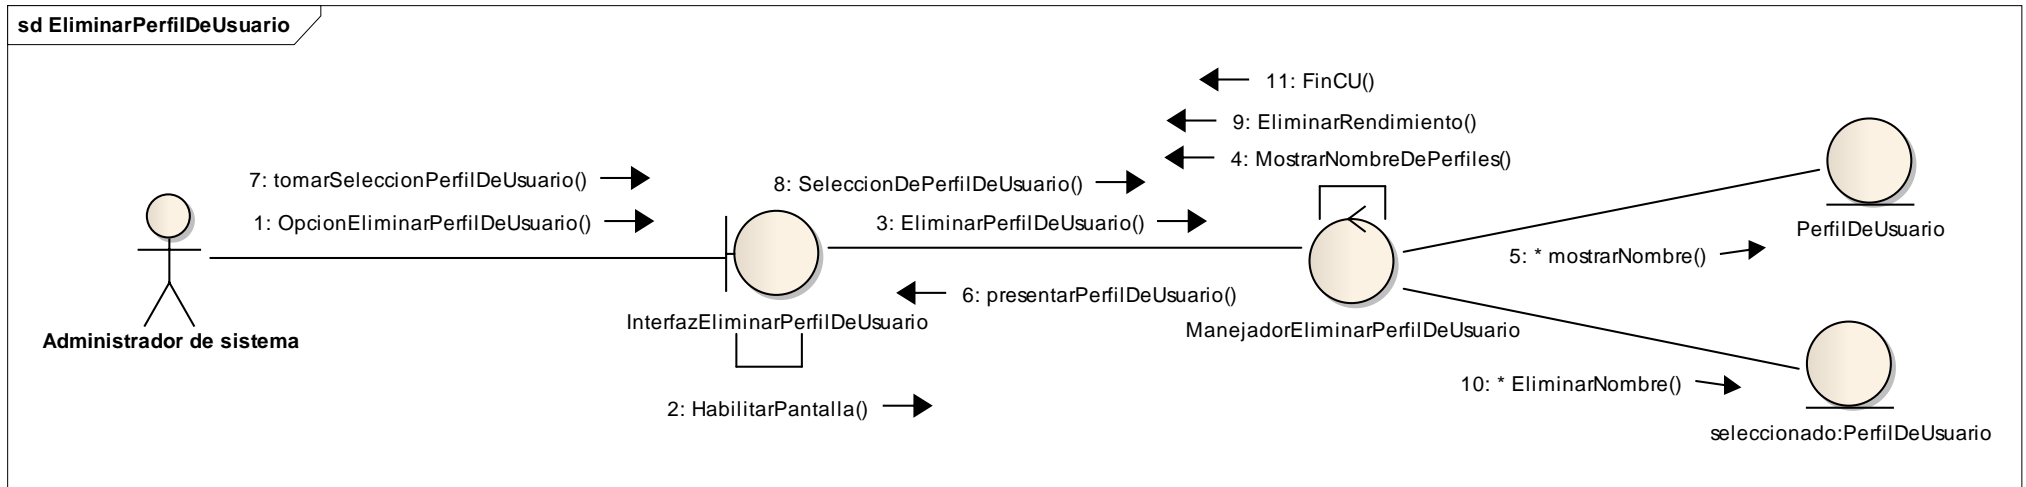 sd EliminarPerfilDeUsuario
11: FinCU()
9: EliminarRendimiento()
4: MostrarNombreDePerfiles()
7: tomarSeleccionPerfilDeUsuario()
8: SeleccionDePerfilDeUsuario()
1: OpcionEliminarPerfilDeUsuario()
3: EliminarPerfilDeUsuario()
PerfilDeUsuario
5: * mostrarNombre()
6: presentarPerfilDeUsuario()
InterfazEliminarPerfilDeUsuario
ManejadorEliminarPerfilDeUsuario
Administrador de sistema
10: * EliminarNombre()
2: HabilitarPantalla()
seleccionado:PerfilDeUsuario